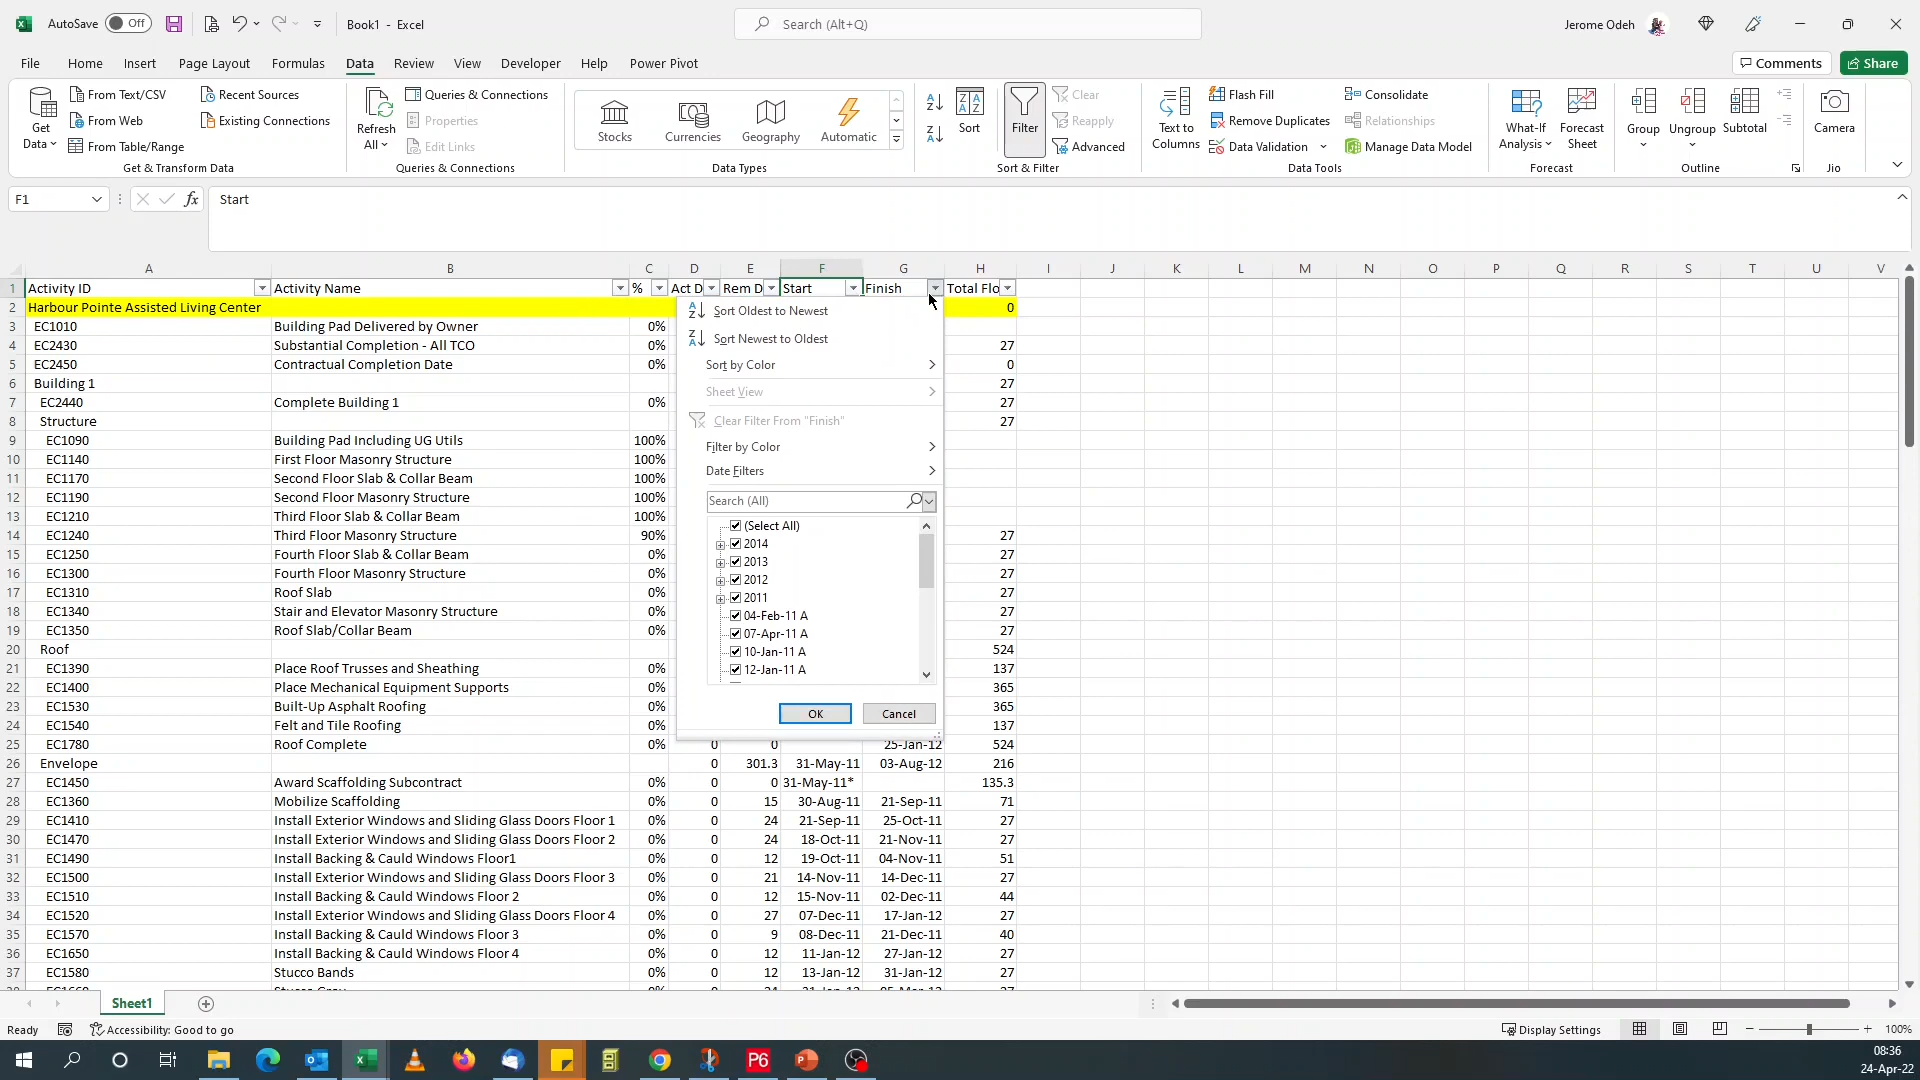 AutoSave Off Book1 - Excel Search (Alt+Q) Jerome Odeh
File Home Insert Page Layout Formulas Data Review View Developer Help Power Pivot Comments Share
Get Data From Text/CSV From Web From Table/Range Recent Sources Existing Connections
Get & Transform Data
Refresh All Queries & Connections Properties Edit Links
Queries & Connections
Stocks Currencies Geography Automatic
Data Types
Sort Filter Clear Reapply Advanced
Sort & Filter
Text to Columns Flash Fill Remove Duplicates Data Validation Consolidate Relationships Manage Data Model
Data Tools
What-If Analysis Forecast Sheet
Forecast
Group Ungroup Subtotal
Outline
Camera
Jio
F1 fx Start
A B C D E F G H I J K L M N O P Q R S T U V
1 Activity ID Activity Name % Act D Rem D Start Finish Total Flo
2 Harbour Pointe Assisted Living Center 0
3 EC1010 Building Pad Delivered by Owner 0%
4 EC2430 Substantial Completion - All TCO 0% 27
5 EC2450 Contractual Completion Date 0% 0
6 Building 1 27
7 EC2440 Complete Building 1 0% 27
8 Structure 27
9 EC1090 Building Pad Including UG Utils 100%
10 EC1140 First Floor Masonry Structure 100%
11 EC1170 Second Floor Slab & Collar Beam 100%
12 EC1190 Second Floor Masonry Structure 100%
13 EC1210 Third Floor Slab & Collar Beam 100%
14 EC1240 Third Floor Masonry Structure 90% 27
15 EC1250 Fourth Floor Slab & Collar Beam 0% 27
16 EC1300 Fourth Floor Masonry Structure 0% 27
17 EC1310 Roof Slab 0% 27
18 EC1340 Stair and Elevator Masonry Structure 0% 27
19 EC1350 Roof Slab/Collar Beam 0% 27
20 Roof 524
21 EC1390 Place Roof Trusses and Sheathing 0% 137
22 EC1400 Place Mechanical Equipment Supports 0% 365
23 EC1530 Built-Up Asphalt Roofing 0% 365
24 EC1540 Felt and Tile Roofing 0% 137
25 EC1780 Roof Complete 0% 0 0 25-Jan-12 524
26 Envelope 0 301.3 31-May-11 03-Aug-12 216
27 EC1450 Award Scaffolding Subcontract 0% 0 0 31-May-11* 135.3
28 EC1360 Mobilize Scaffolding 0% 0 15 30-Aug-11 21-Sep-11 71
29 EC1410 Install Exterior Windows and Sliding Glass Doors Floor 1 0% 0 24 21-Sep-11 25-Oct-11 27
30 EC1470 Install Exterior Windows and Sliding Glass Doors Floor 2 0% 0 24 18-Oct-11 21-Nov-11 27
31 EC1490 Install Backing & Cauld Windows Floor1 0% 0 12 19-Oct-11 04-Nov-11 51
32 EC1500 Install Exterior Windows and Sliding Glass Doors Floor 3 0% 0 21 14-Nov-11 14-Dec-11 27
33 EC1510 Install Backing & Cauld Windows Floor 2 0% 0 12 15-Nov-11 02-Dec-11 44
34 EC1520 Install Exterior Windows and Sliding Glass Doors Floor 4 0% 0 27 07-Dec-11 17-Jan-12 27
35 EC1570 Install Backing & Cauld Windows Floor 3 0% 0 9 08-Dec-11 21-Dec-11 40
36 EC1650 Install Backing & Cauld Windows Floor 4 0% 0 12 11-Jan-12 27-Jan-12 27
37 EC1580 Stucco Bands 0% 0 12 13-Jan-12 31-Jan-12 27
Sort Oldest to Newest
Sort Newest to Oldest
Sort by Color
Sheet View
Clear Filter From "Finish"
Filter by Color
Date Filters
Search (All)
(Select All)
2014
2013
2012
2011
04-Feb-11 A
07-Apr-11 A
10-Jan-11 A
12-Jan-11 A
OK Cancel
Sheet1
Ready Accessibility: Good to go Display Settings 100%
P6
08:36
24-Apr-22